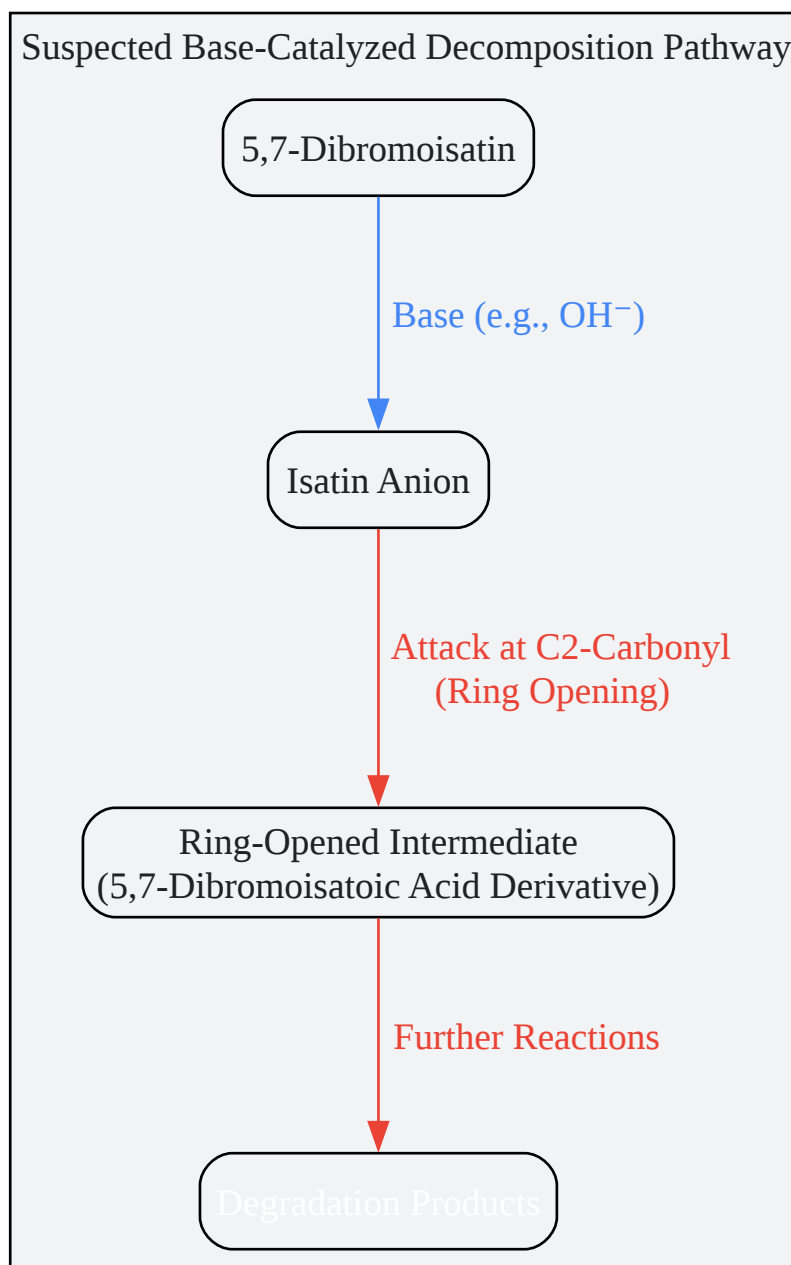 Suspected Base-Catalyzed Decomposition Pathway
5,7-Dibromoisatin
Base (e.g., OH⁻)
Isatin Anion
Attack at C2-Carbonyl
(Ring Opening)
Ring-Opened Intermediate
(5,7-Dibromoisatoic Acid Derivative)
Further Reactions
Degradation Products